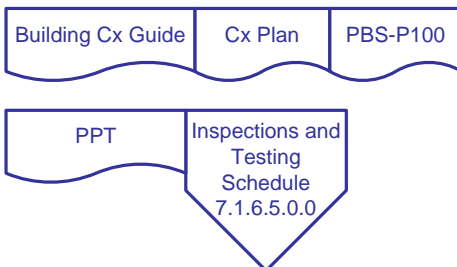 Building Cx Guide
Cx Plan
PBS-P100
PPT
Inspections and
Testing
Schedule
7.1.6.5.0.0